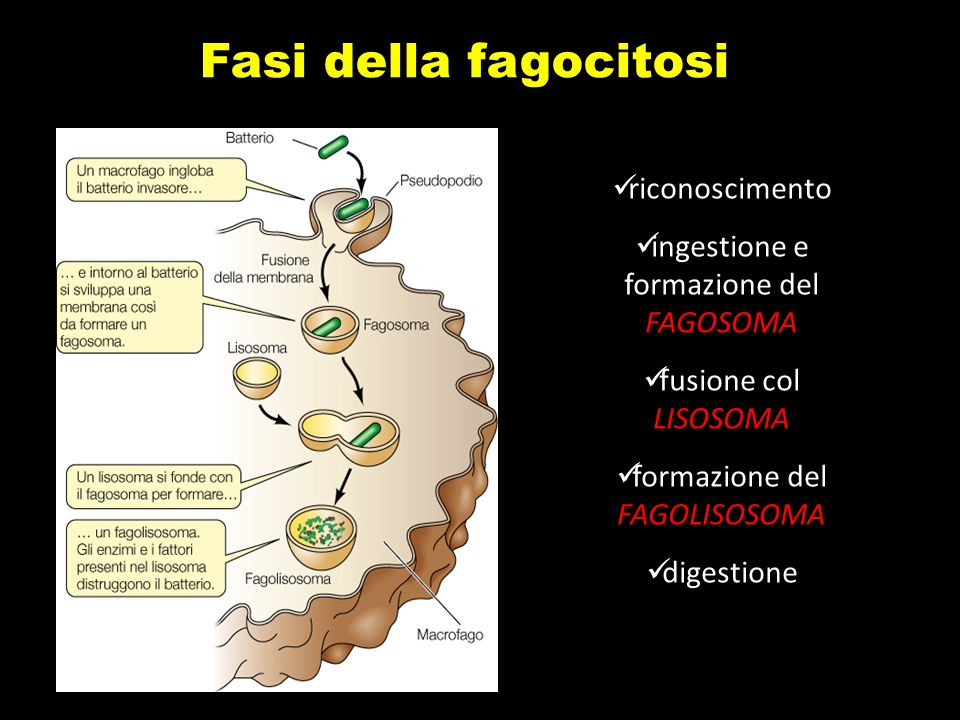 Fasi della fagocitosi
Batterio
Un macrofago ingloba
il batterio invasore…
Pseudopodio
Fusione
della membrana
… e intorno al batterio
si sviluppa una
membrana così
da formare un
fagosoma.
Fagosoma
Lisosoma
Un lisosoma si fonde con
il fagosoma per formare…
… un fagolisosoma.
Gli enzimi e i fattori
presenti nel lisosoma
distruggono il batterio.
Fagolisosoma
Macrofago
✓riconoscimento
✓ingestione e
formazione del
FAGOSOMA
✓fusione col
LISOSOMA
✓formazione del
FAGOLISOSOMA
✓digestione